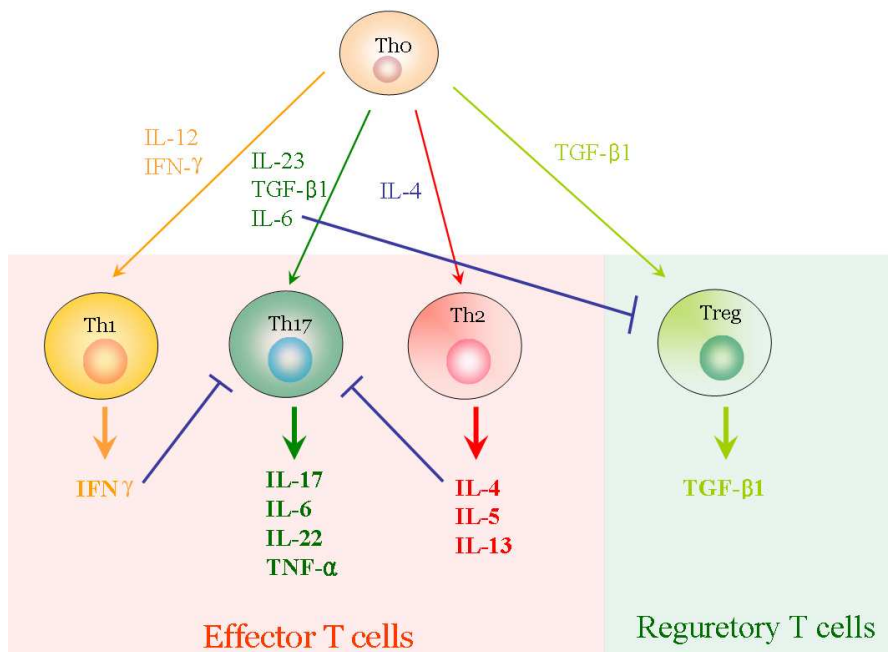 Th0
IL-12
IFN-γ
IL-23
TGF-β1
IL-6
IL-4
TGF-β1
Th1
Th17
Th2
Treg
IFNγ
IL-17
IL-6
IL-22
TNF-α
IL-4
IL-5
IL-13
TGF-β1
Effector T cells
Reguretory T cells